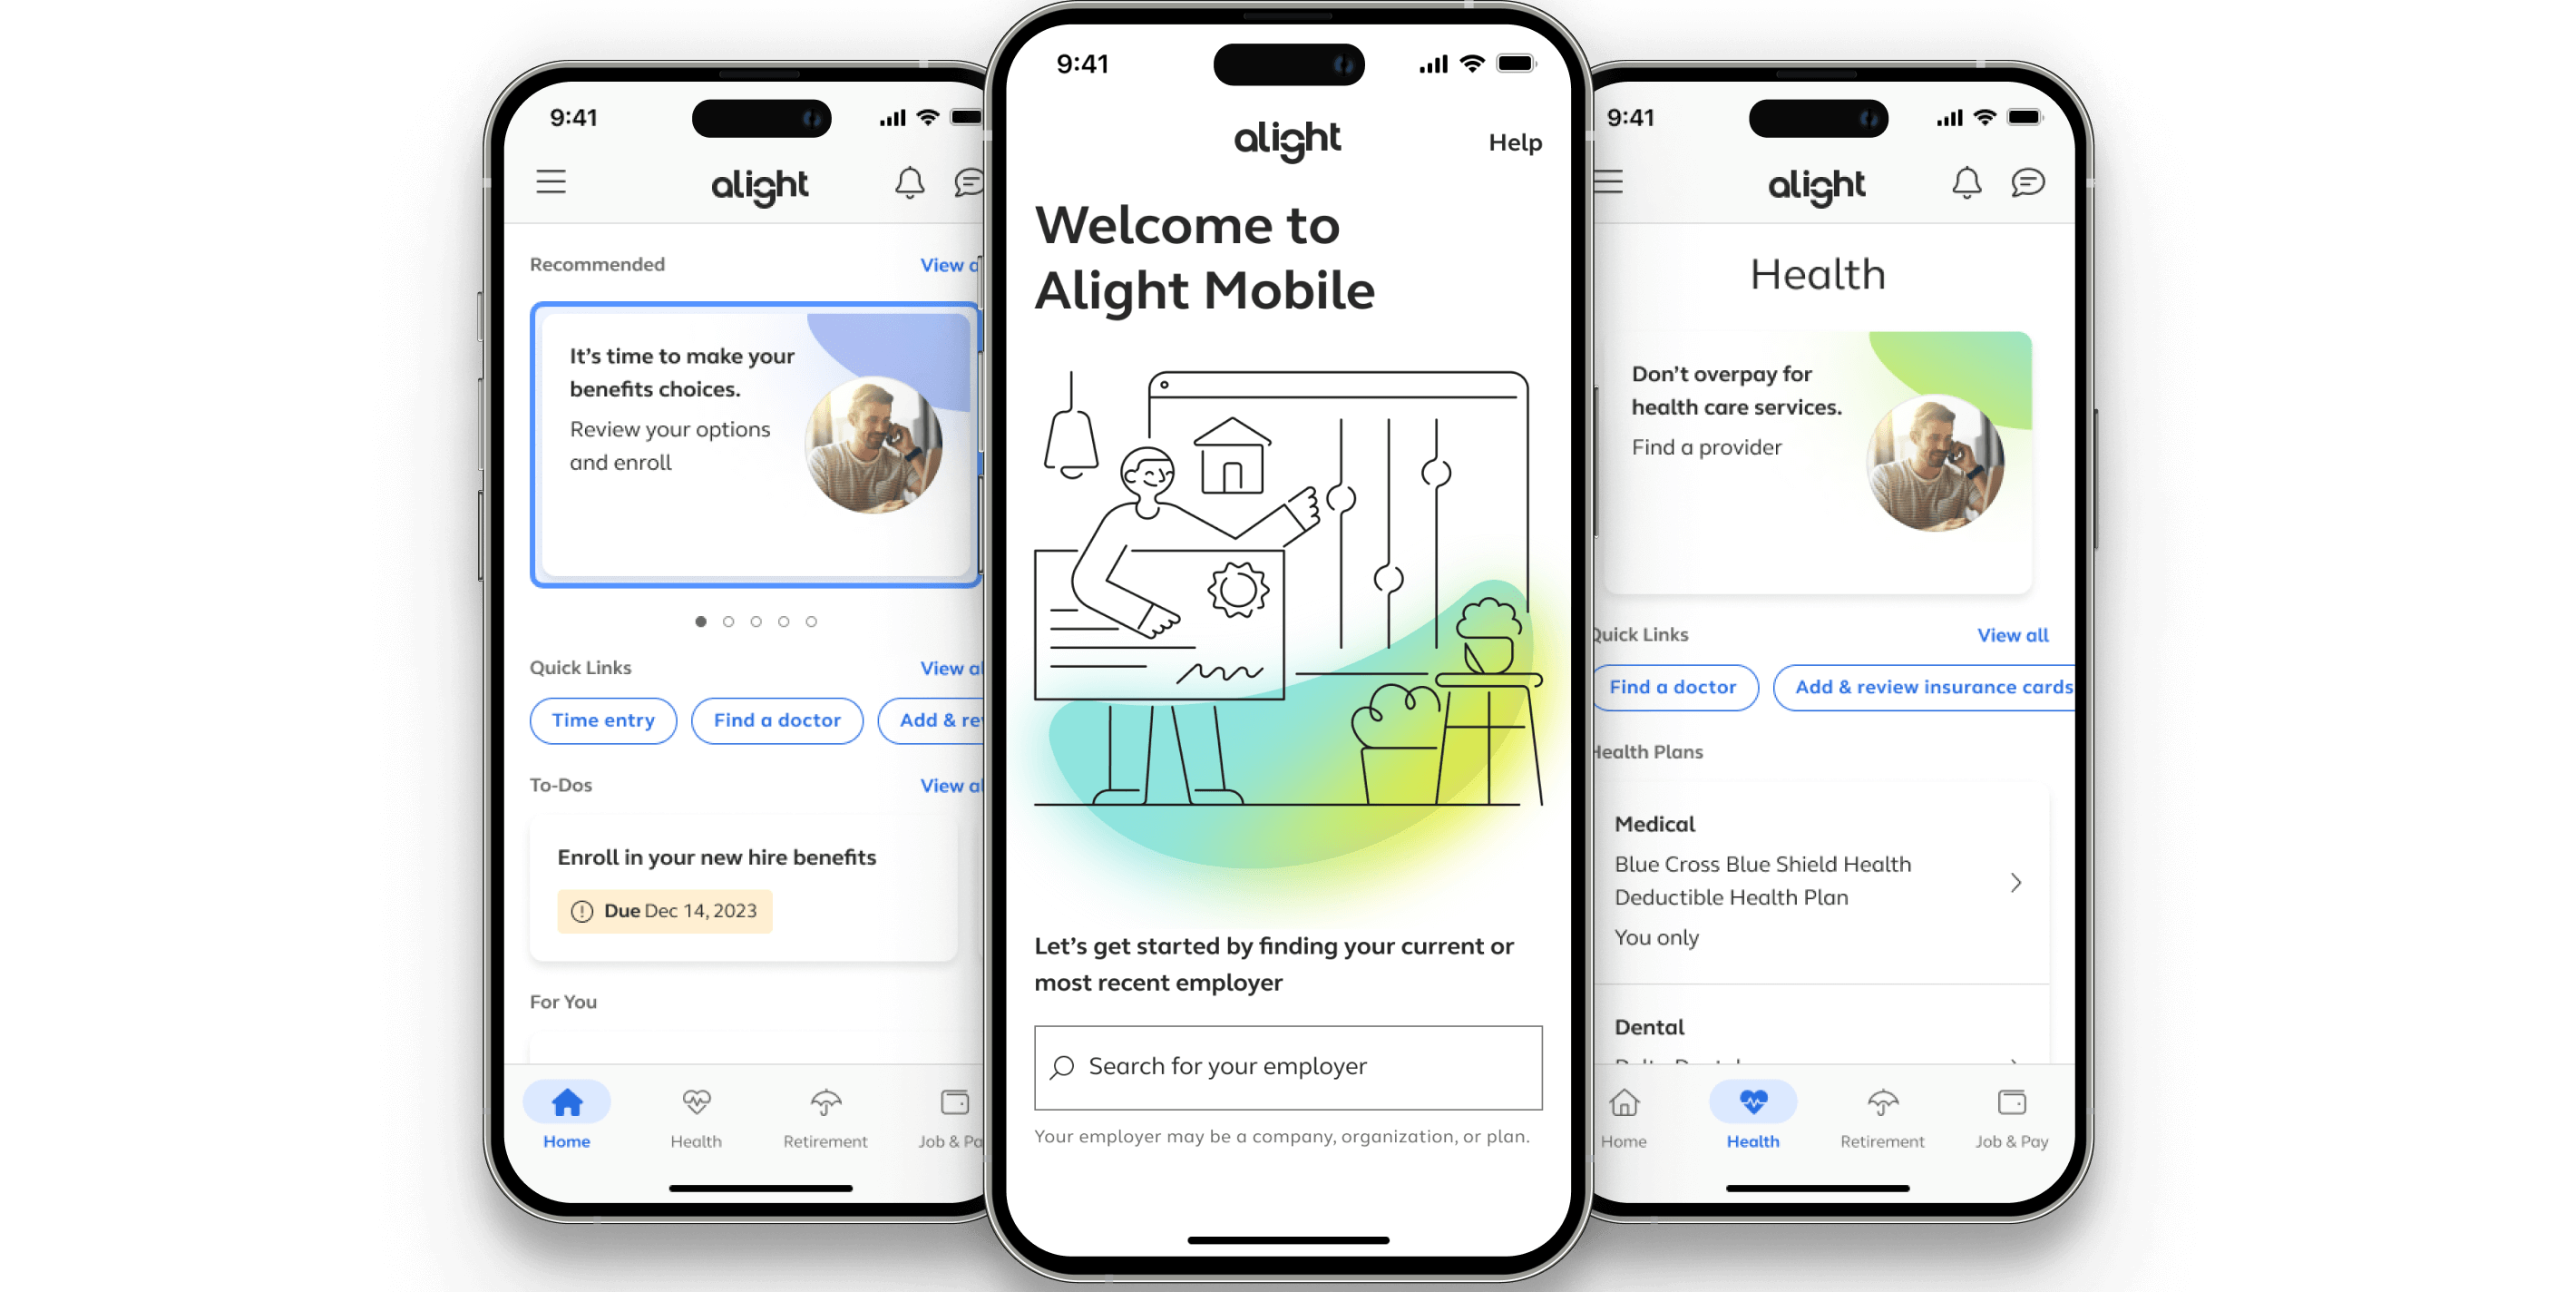 9:41
alight
Recommended
View
It's time to make your
benefits choices.
Review your options
and enroll
Quick Links
View
Time entry
Find a doctor
Add &
To-Dos
View
Enroll in your new hire benefits
Due Dec 14, 2023
For You
Home
Health
Retirement
Job &
9:41
alight
Help
Welcome to
Alight Mobile
Let's get started by finding your current or
most recent employer
Search for your employer
Your employer may be a company, organization, or plan.
9:41
alight
Health
Don't overpay for
health care services.
Find a provider
Quick Links
View all
Find a doctor
Add & review insurance cards
Health Plans
Medical
Blue Cross Blue Shield Health
Deductible Health Plan
You only
Dental
Home
Health
Retirement
Job & Pay